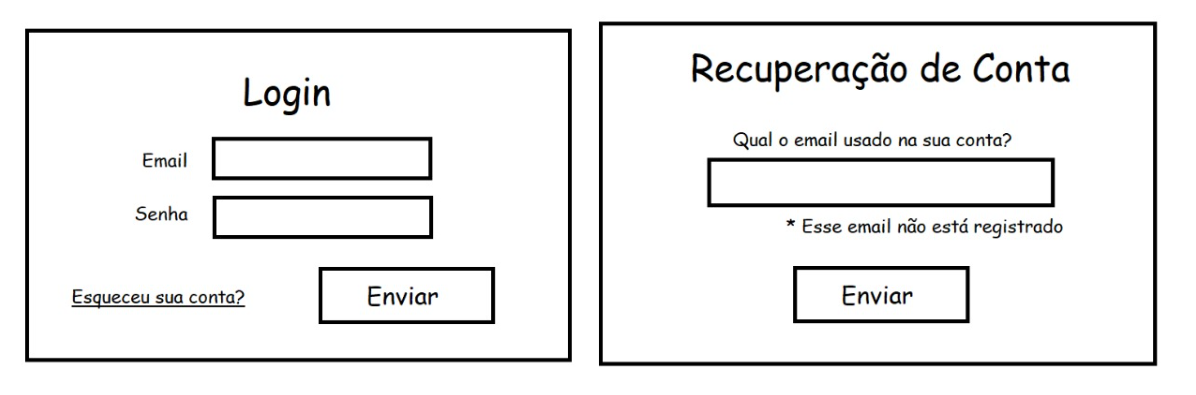 Login
Email
Senha
Esqueceu sua conta?
Enviar
Recuperação de Conta
Qual o email usado na sua conta?
* Esse email não está registrado
Enviar